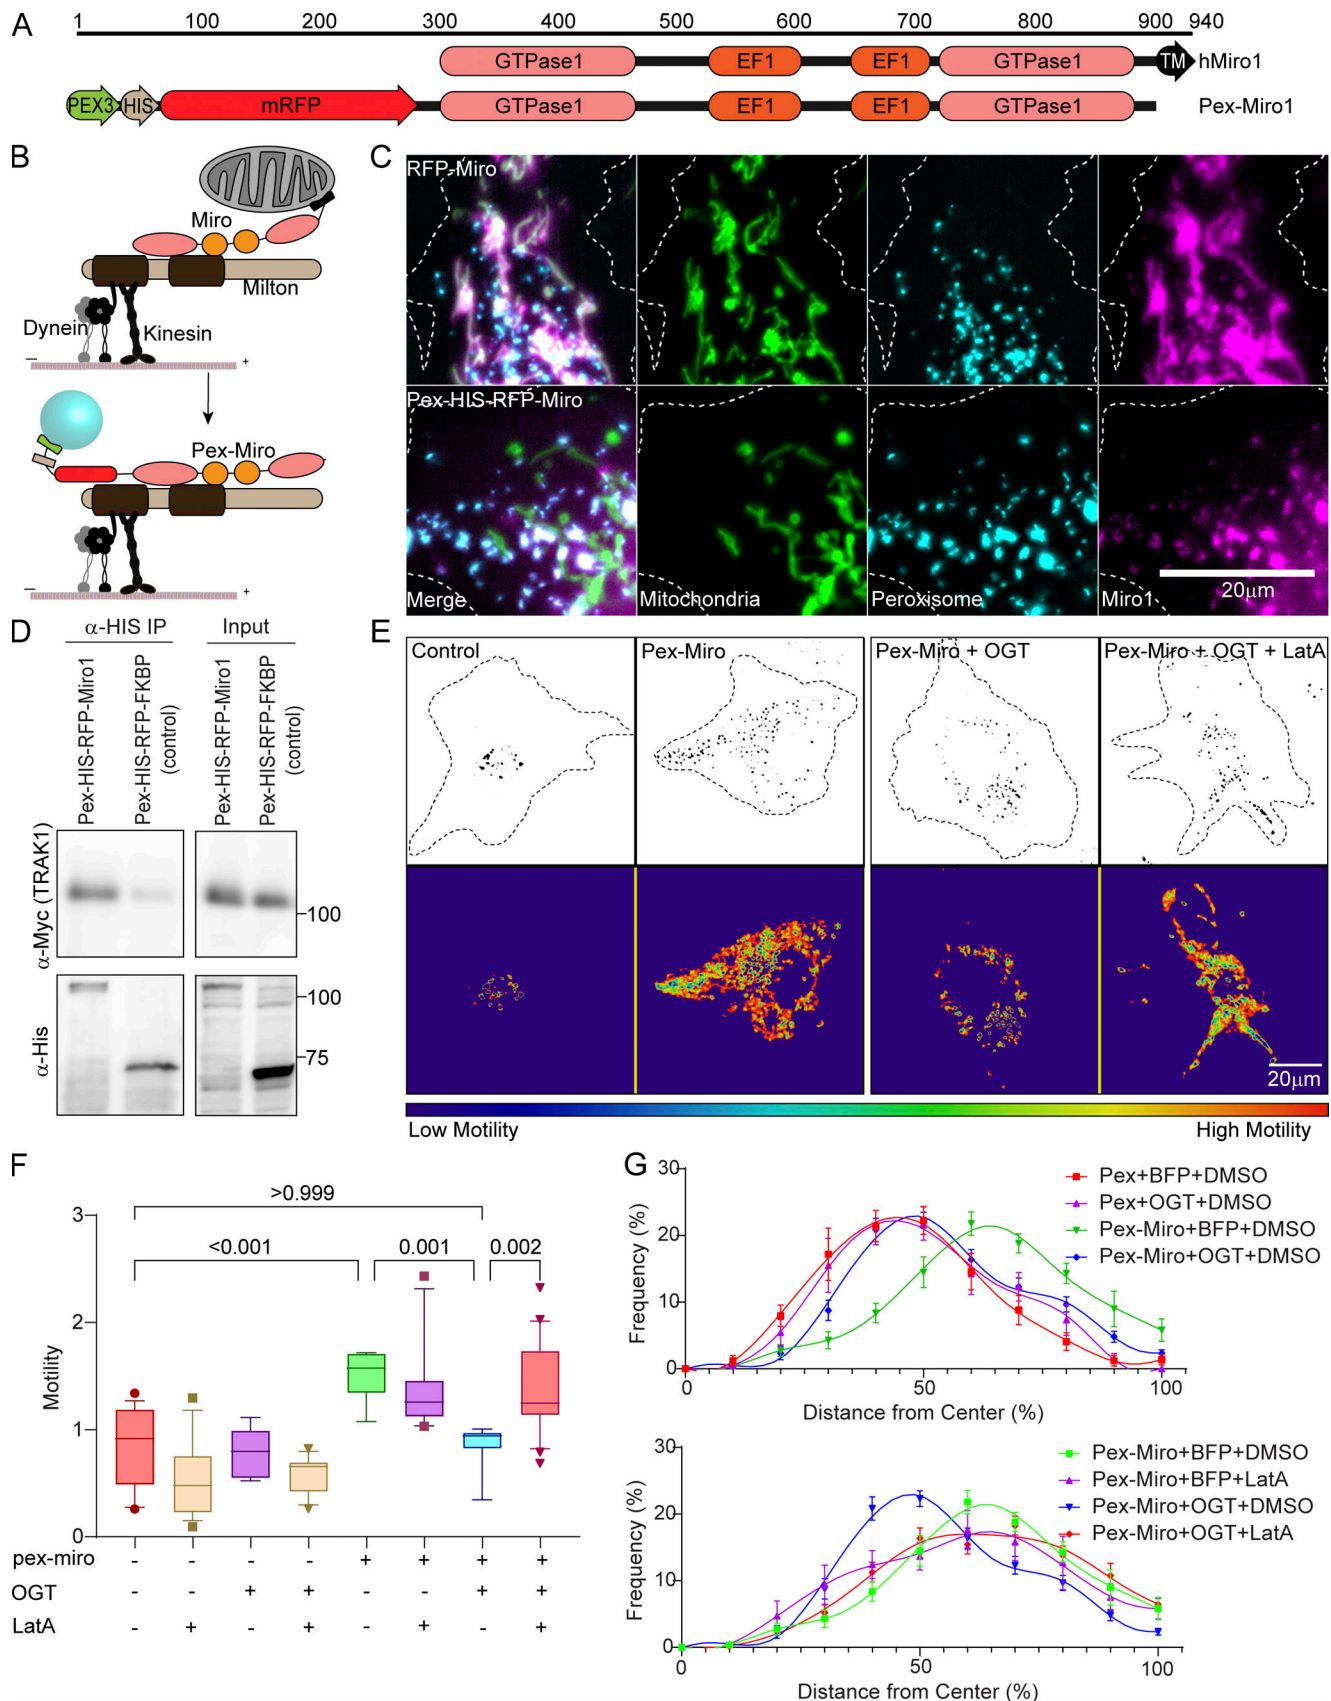 A
1 100 200 300 400 500 600 700 800 900 940
GTPase1 EF1 EF1 GTPase1 TM hMiro1
PEX3 HIS mRFP GTPase1 EF1 EF1 GTPase1 Pex-Miro1
B
Miro
Milton
Dynein Kinesin
− +
Pex-Miro
− +
C
RFP-Miro
Pex-HIS-RFP-Miro
20µm
Merge Mitochondria Peroxisome Miro1
D
α-HIS IP Input
Pex-HIS-RFP-Miro1
Pex-HIS-RFP-FKBP
(control)
Pex-HIS-RFP-Miro1
Pex-HIS-RFP-FKBP
(control)
α-Myc (TRAK1)
100
α-His
100
75
E
Control Pex-Miro Pex-Miro + OGT Pex-Miro + OGT + LatA
20µm
Low Motility High Motility
F
>0.999
<0.001 0.001 0.002
Motility
3
2
1
0
pex-miro - - - - + + + +
OGT - - + + - - + +
LatA - + - + - + - +
G
Frequency (%)
30
20
10
0
0 50 100
Distance from Center (%)
Pex+BFP+DMSO
Pex+OGT+DMSO
Pex-Miro+BFP+DMSO
Pex-Miro+OGT+DMSO
Frequency (%)
30
20
10
0
0 50 100
Distance from Center (%)
Pex-Miro+BFP+DMSO
Pex-Miro+BFP+LatA
Pex-Miro+OGT+DMSO
Pex-Miro+OGT+LatA